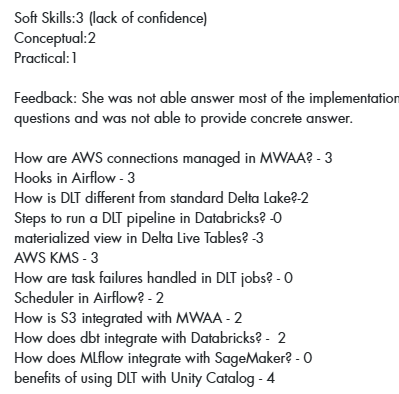 Soft Skills:3 (lack of confidence)
Conceptual:2
Practical:1
Feedback: She was not able answer most of the implementation
questions and was not able to provide concrete answer.
How are AWS connections managed in MWAA? - 3
Hooks in Airflow - 3
How is DLT different from standard Delta Lake?-2
Steps to run a DLT pipeline in Databricks? -0
materialized view in Delta Live Tables? -3
AWS KMS - 3
How are task failures handled in DLT jobs? - 0
Scheduler in Airflow? - 2
How is S3 integrated with MWAA - 2
How does dbt integrate with Databricks? -  2
How does MLflow integrate with SageMaker? - 0
benefits of using DLT with Unity Catalog - 4